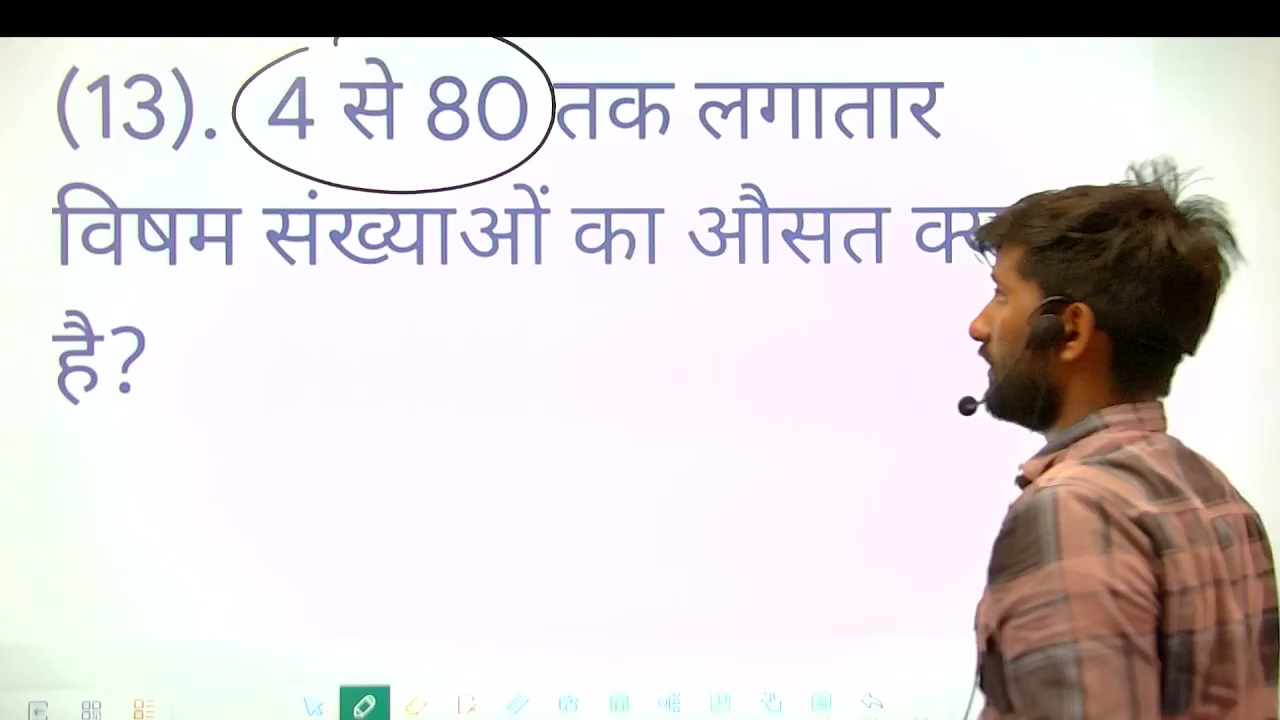 (13). 4 से 80 तक लगातार
विषम संख्याओं का औसत
है?